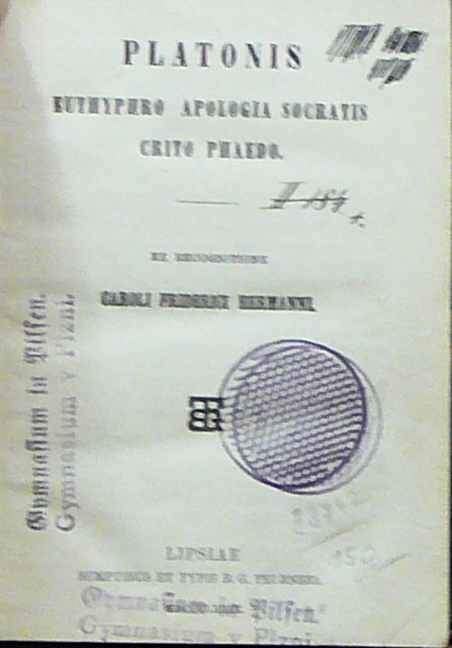 PLATONIS
EUTHYPHRO APOLOGIA SOCRATIS
CRITO PHAEDO.
EX RECOGNITIONE
CAROLI FRIDERICI HERMANNI.
LIPSIAE
SUMPTIBUS ET TYPIS B. G. TEUBNERI.
Gymnasium in Pilsen.
Gymnasium v Plzni.
Gymnasium in Pilsen.
Gymnasium v Plzni.